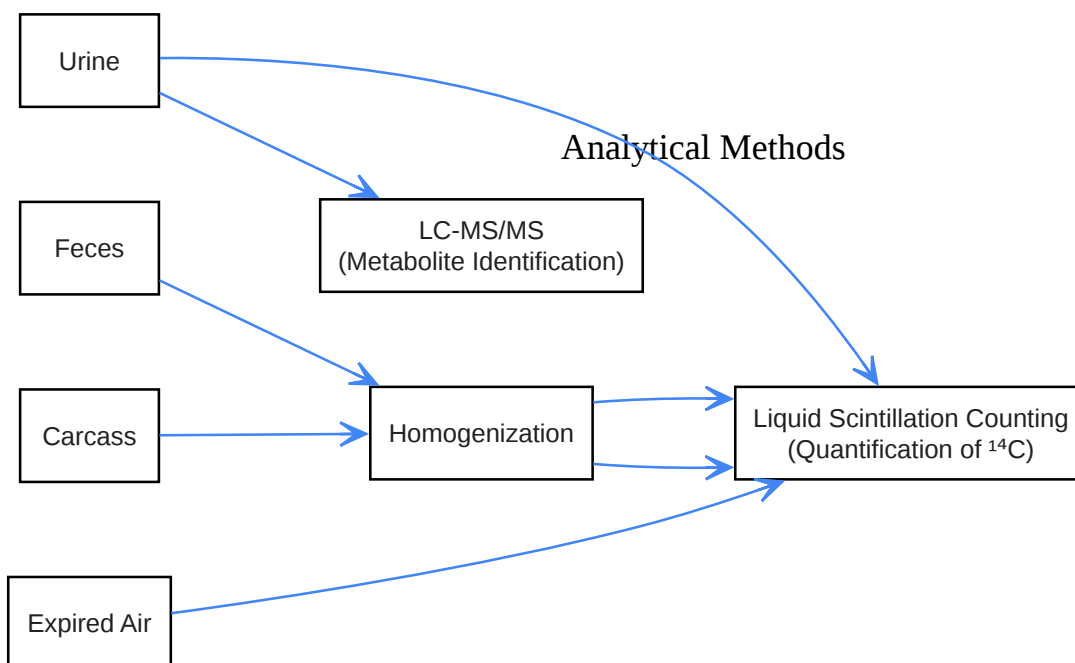 Urine
Analytical Methods
LC-MS/MS
(Metabolite Identification)
Feces
Carcass
Homogenization
Liquid Scintillation Counting
(Quantification of ¹⁴C)
Expired Air